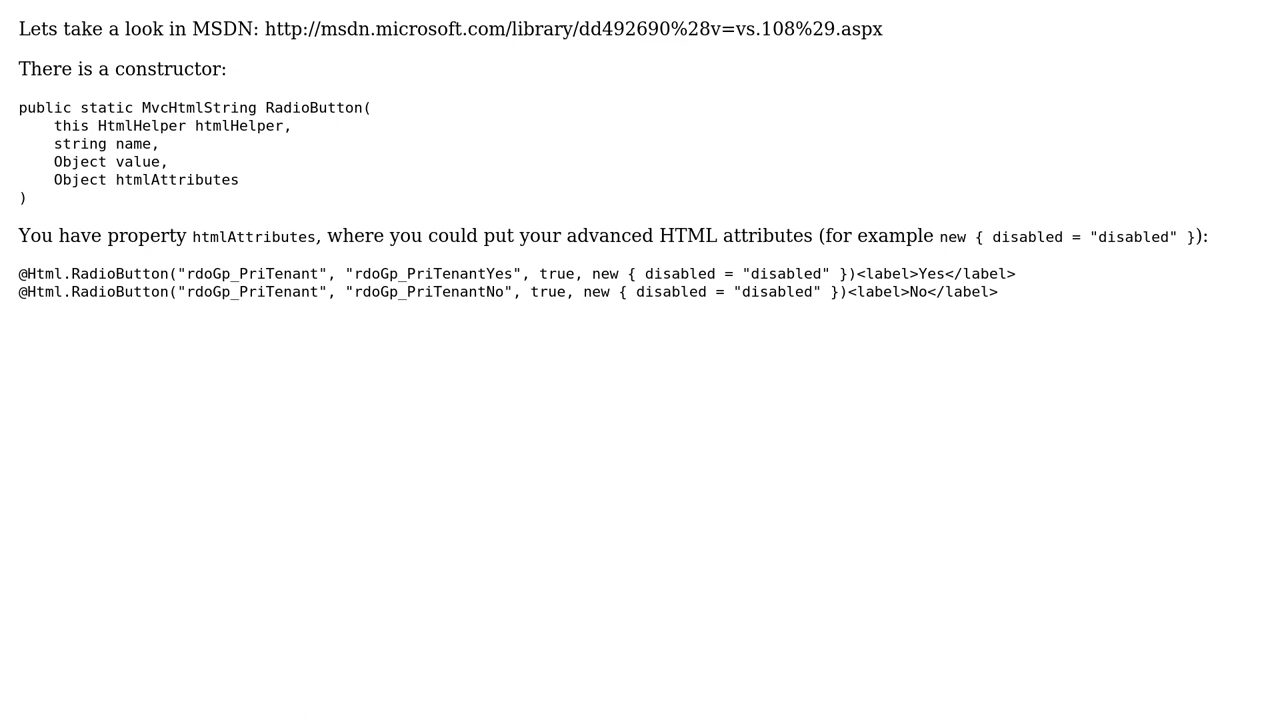 Lets take a look in MSDN: http://msdn.microsoft.com/library/dd492690%28v=vs.108%29.aspx
There is a constructor:
public static MvcHtmlString RadioButton(
    this HtmlHelper htmlHelper,
    string name,
    Object value,
    Object htmlAttributes
)
You have property htmlAttributes, where you could put your advanced HTML attributes (for example new { disabled = "disabled" }):
@Html.RadioButton("rdoGp_PriTenant", "rdoGp_PriTenantYes", true, new { disabled = "disabled" })<label>Yes</label>
@Html.RadioButton("rdoGp_PriTenant", "rdoGp_PriTenantNo", true, new { disabled = "disabled" })<label>No</label>